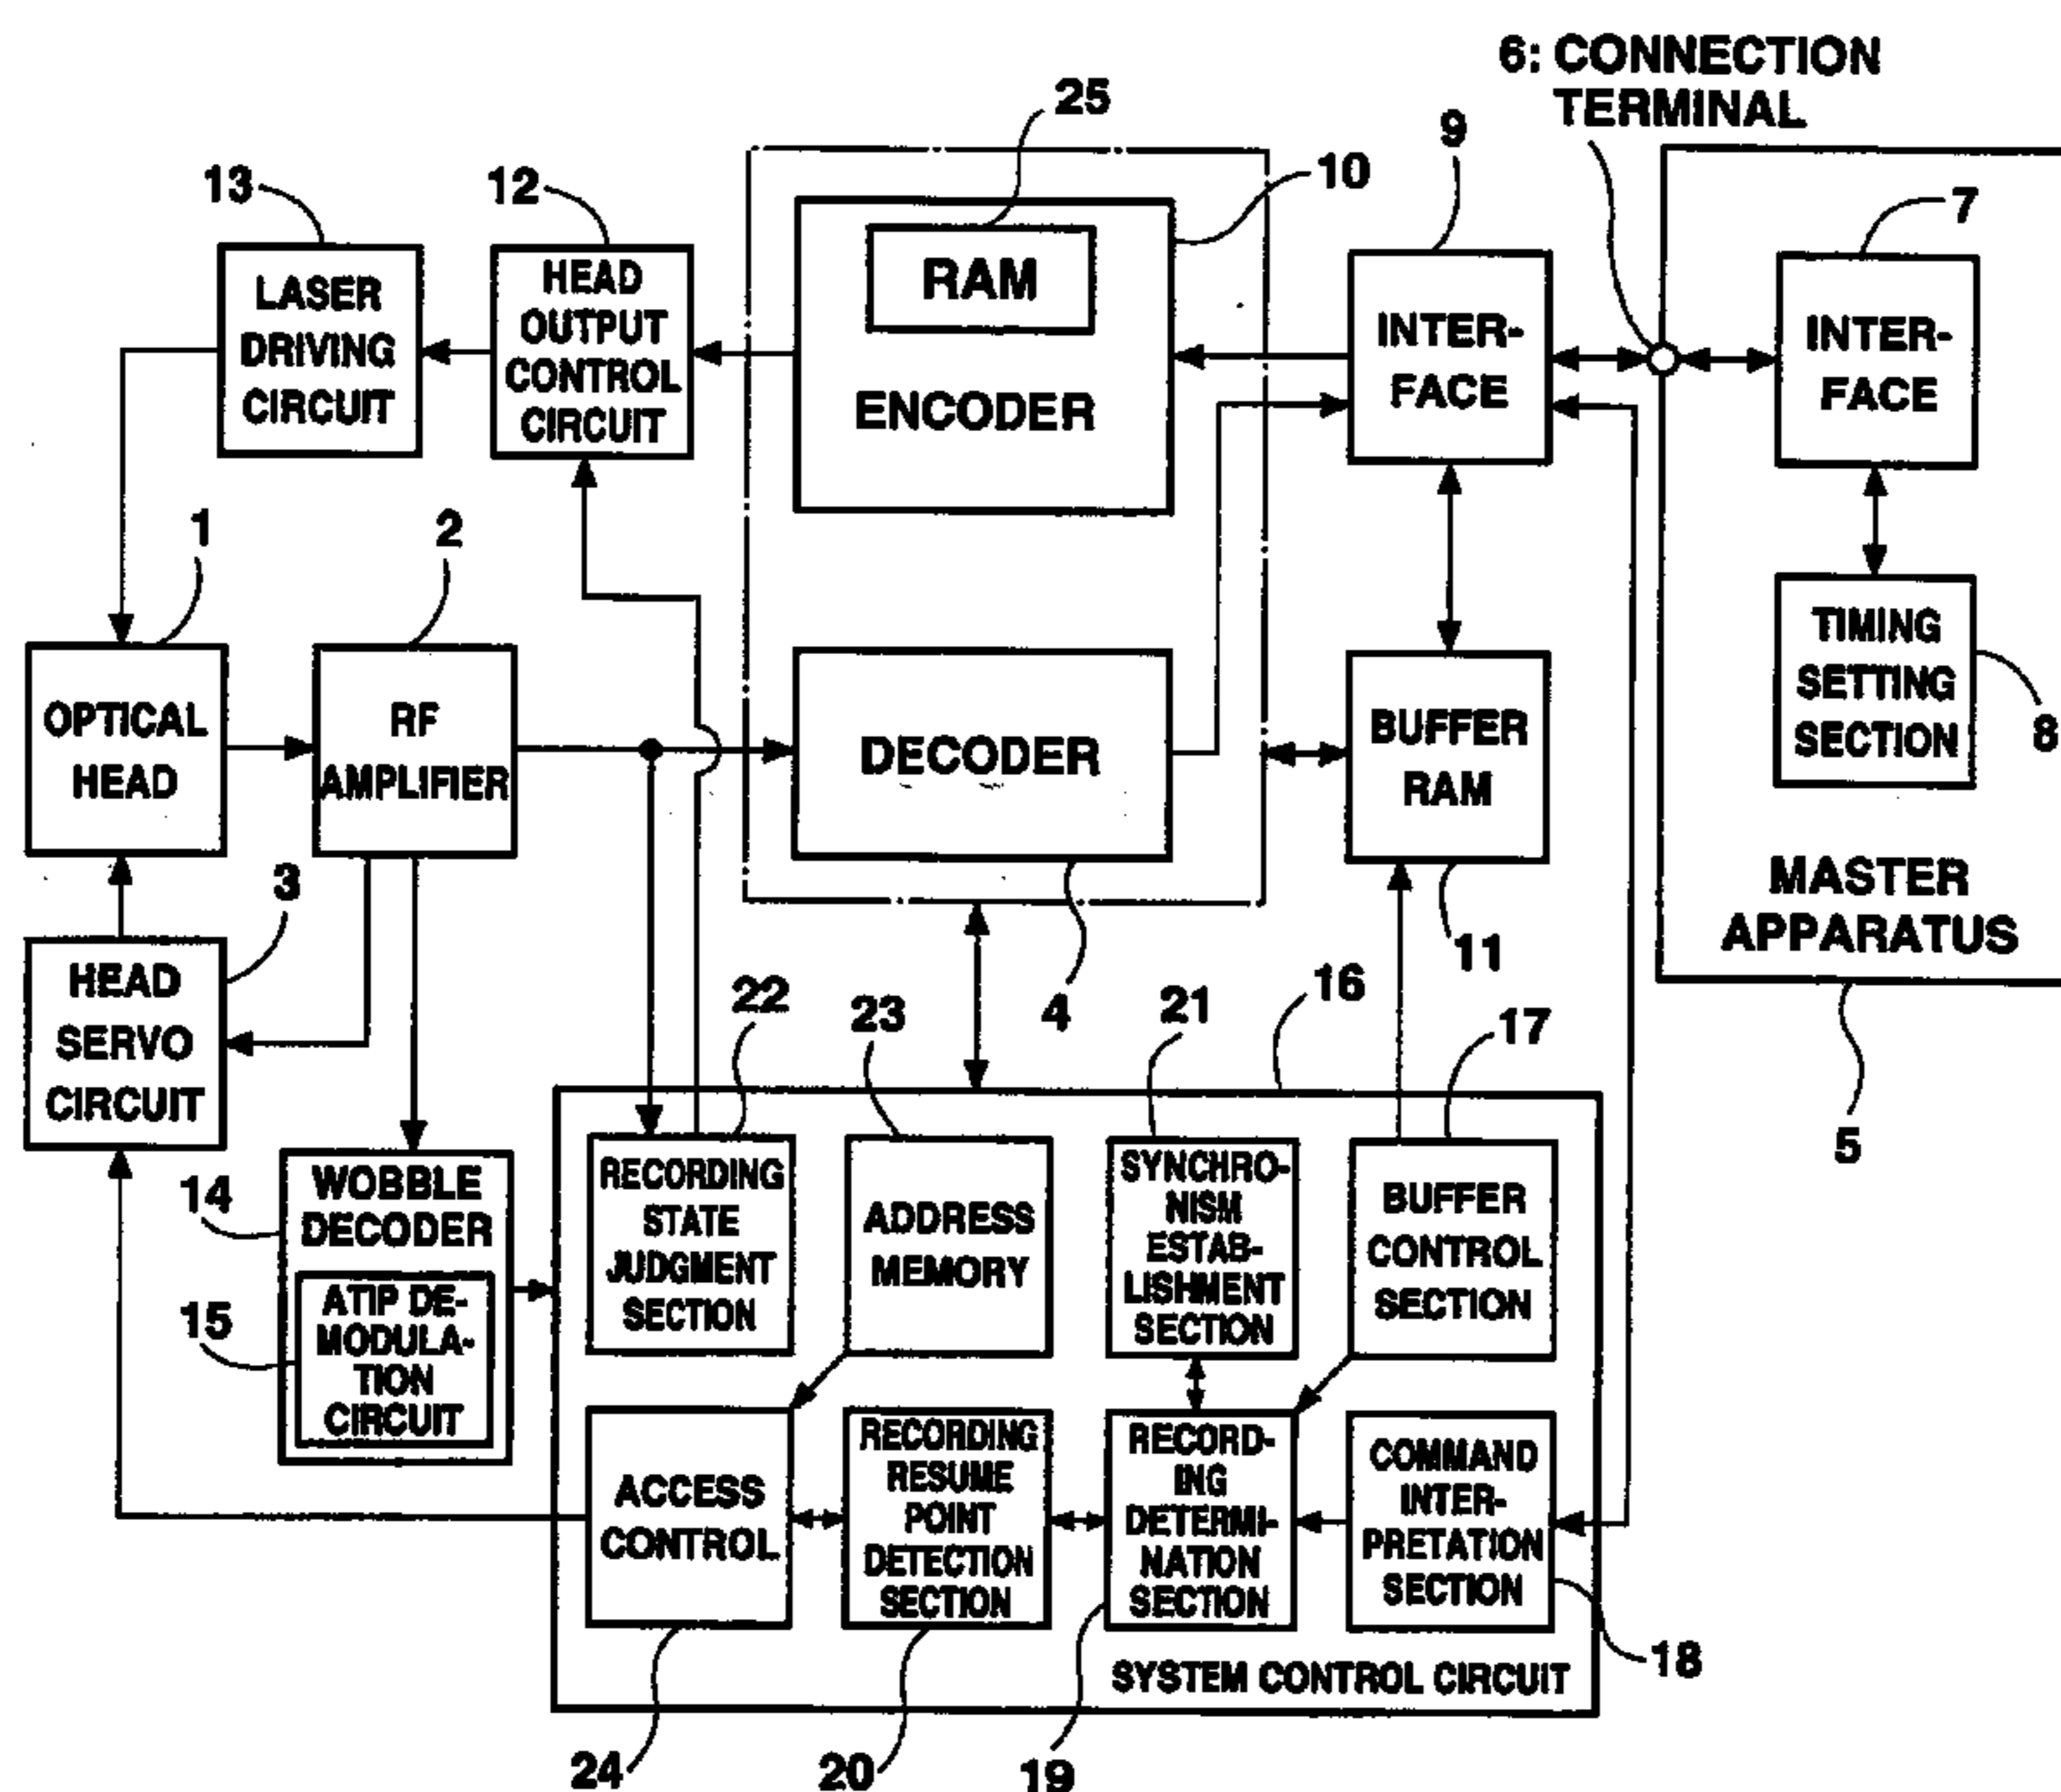 6: CONNECTION
TERMINAL
25
9
13
12
10
7
LASER
DRIVING
CIRCUIT
HEAD
OUTPUT
CONTROL
CIRCUIT
RAM
ENCODER
INTER-
FACE
INTER-
FACE
1
2
OPTICAL
HEAD
RF
AMPLIFIER
DECODER
BUFFER
RAM
TIMING
SETTING
SECTION
8
MASTER
APPARATUS
3
11
4
5
HEAD
SERVO
CIRCUIT
22
23
21
16
17
14
WOBBLE
DECODER
15
ATIP DE-
MODULA-
TION
CIRCUIT
RECORDING
STATE
JUDGMENT
SECTION
ADDRESS
MEMORY
SYNCHRO-
NISM
ESTAB-
LISHMENT
SECTION
BUFFER
CONTROL
SECTION
ACCESS
CONTROL
RECORDING
RESUME
POINT
DETECTION
SECTION
RECORD-
ING
DETERMI-
NATION
SECTION
COMMAND
INTER-
PRETATION
SECTION
SYSTEM CONTROL CIRCUIT
18
24
20
19